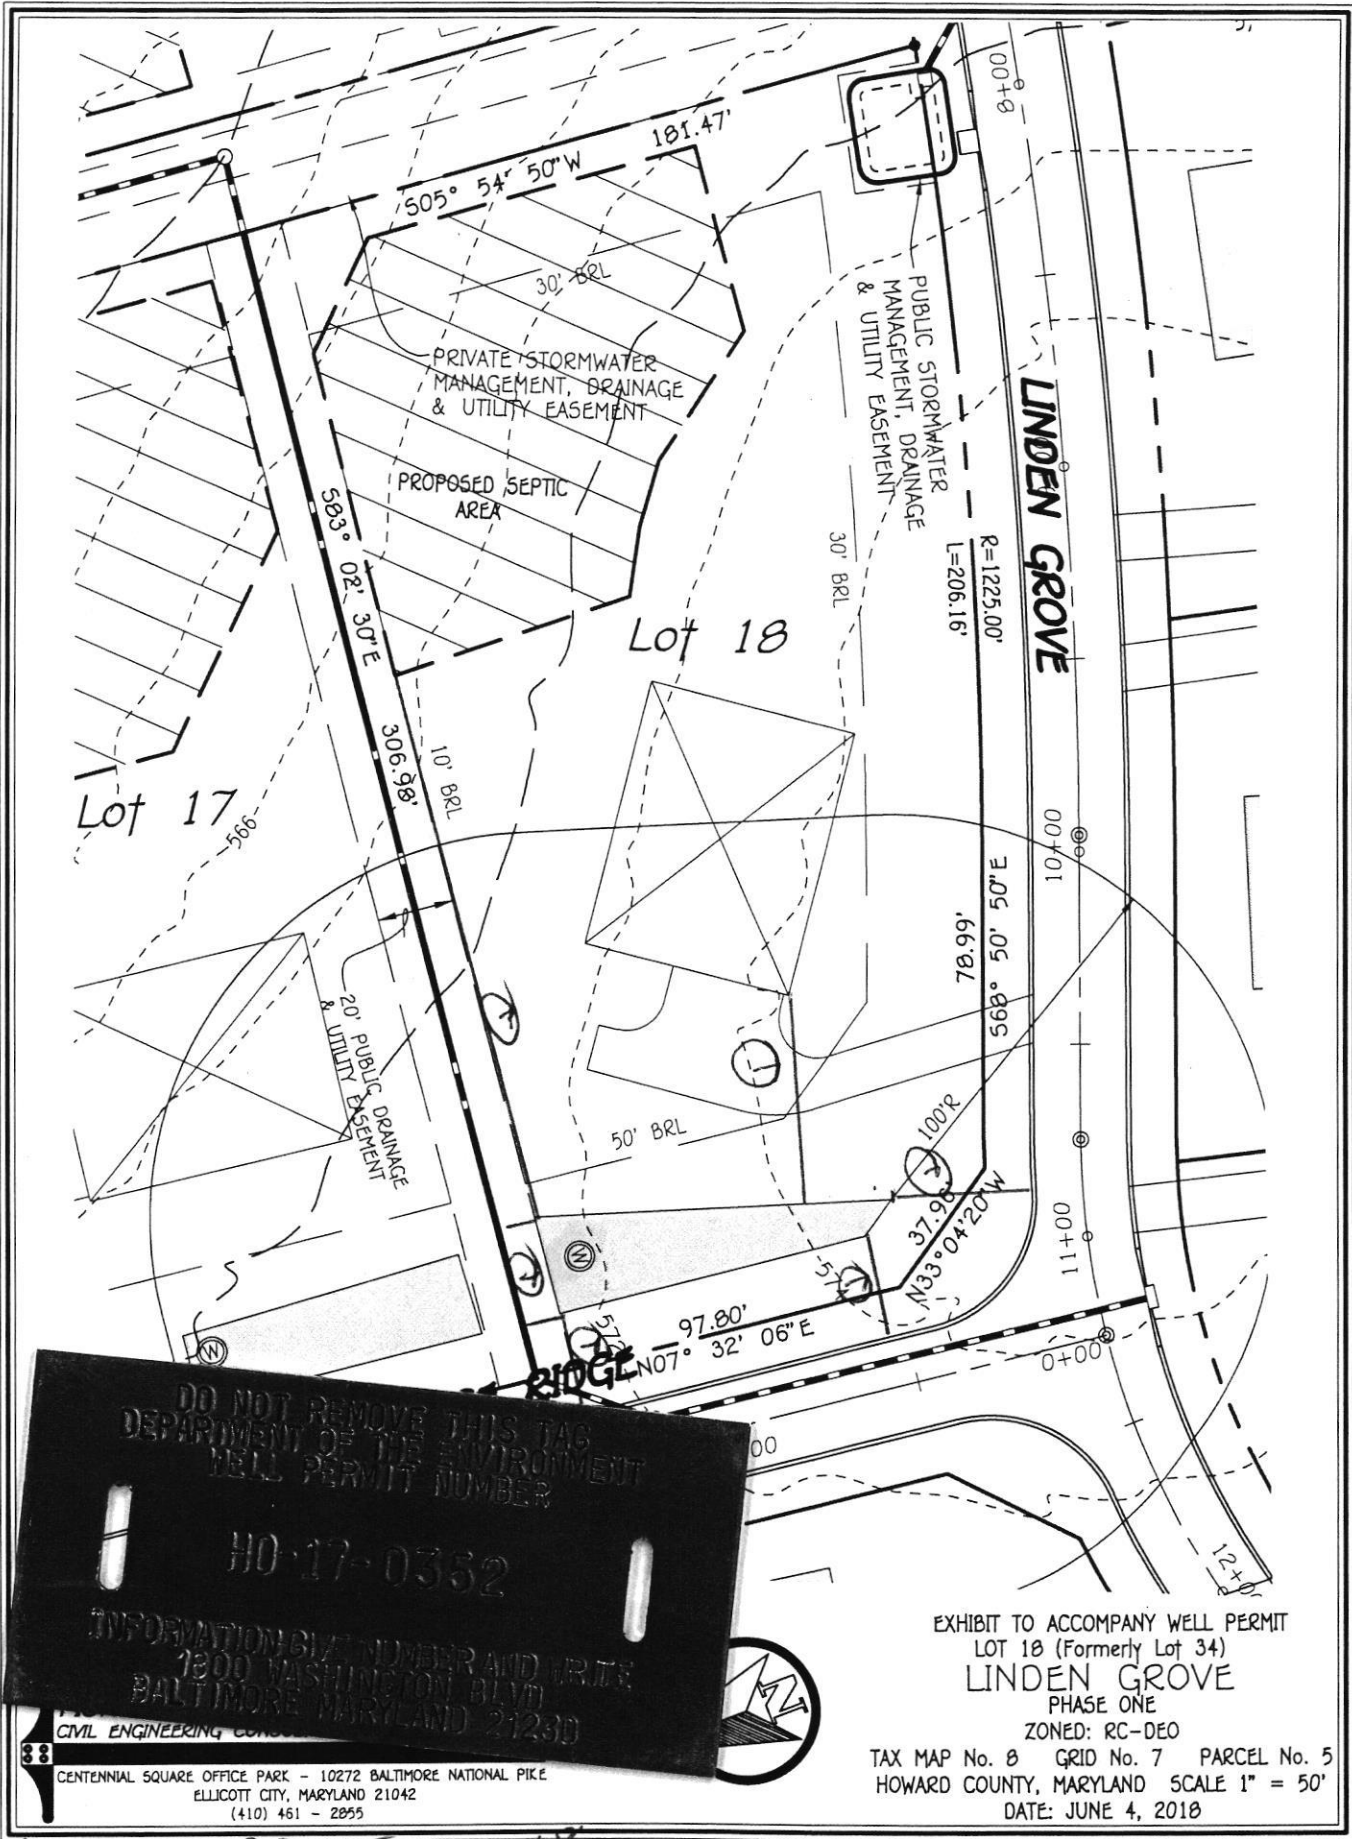 8+00
181.47'
S05° 54' 50" W
30' BRL
PRIVATE STORMWATER
MANAGEMENT, DRAINAGE
& UTILITY EASEMENT
PROPOSED SEPTIC
AREA
PUBLIC STORMWATER
MANAGEMENT, DRAINAGE
& UTILITY EASEMENT
LINDEN GROVE
R=1225.00'
L=206.16'
30' BRL
S83° 02' 30" E
306.98'
Lot 18
10' BRL
Lot 17
566
10+00
S68° 50' 50" E
78.99'
20' PUBLIC DRAINAGE
& UTILITY EASEMENT
50' BRL
100'R
37.98'
N33°04'20" W
11+00
W
W
572
97.80'
N07° 32' 06" E
RIDGE
0+00
00
DO NOT REMOVE THIS TAG
DEPARTMENT OF THE ENVIRONMENT
WELL PERMIT NUMBER
HO-17-0352
INFORMATION-GIVE NUMBER AND WRITE
1800 WASHINGTON BLVD
BALTIMORE MARYLAND 21230
CIVIL ENGINEERING
CENTENNIAL SQUARE OFFICE PARK - 10272 BALTIMORE NATIONAL PIKE
ELLICOTT CITY, MARYLAND 21042
(410) 461 - 2855
N
EXHIBIT TO ACCOMPANY WELL PERMIT
LOT 18 (Formerly Lot 34)
LINDEN GROVE
PHASE ONE
ZONED: RC-DEO
TAX MAP No. 8 GRID No. 7 PARCEL No. 5
HOWARD COUNTY, MARYLAND SCALE 1" = 50'
DATE: JUNE 4, 2018